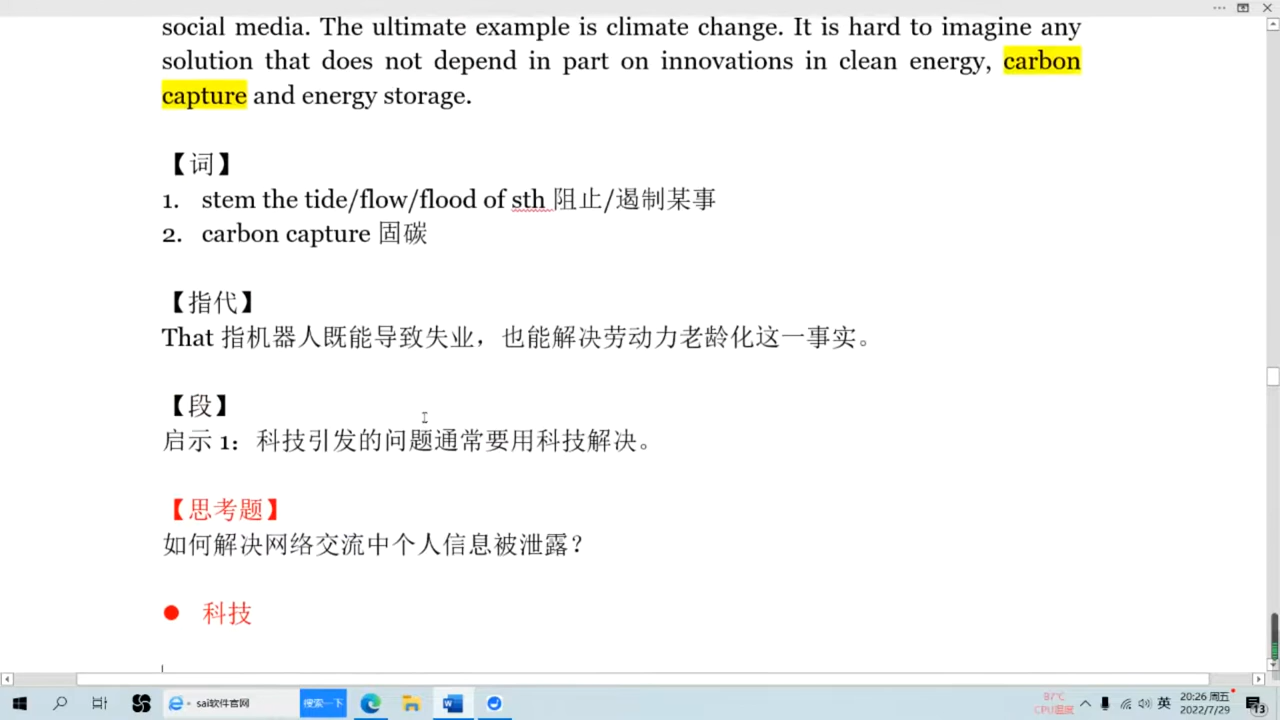 social media. The ultimate example is climate change. It is hard to imagine any
solution that does not depend in part on innovations in clean energy, carbon
capture and energy storage.
【词】
1. stem the tide/flow/flood of sth 阻止/遏制某事
2. carbon capture 固碳
【指代】
That 指机器人既能导致失业，也能解决劳动力老龄化这一事实。
【段】
启示 1：科技引发的问题通常要用科技解决。
【思考题】
如何解决网络交流中个人信息被泄露？
● 科技
sai软件官网
搜索一下
37℃
CPU温度
英
20:26 周五
2022/7/29
13